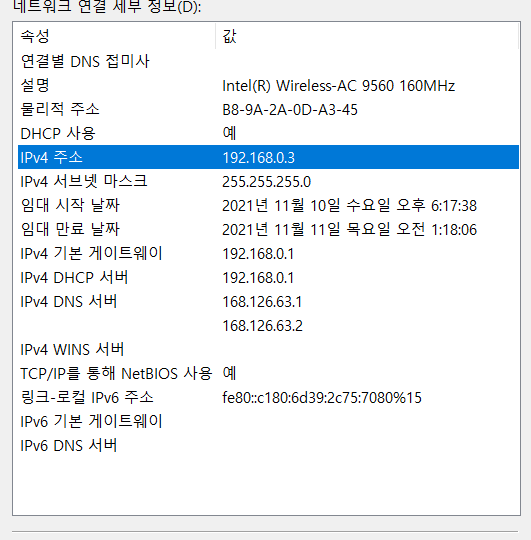 네트워크 연결 세부 정보(D):
속성 값
연결별 DNS 접미사
설명 Intel(R) Wireless-AC 9560 160MHz
물리적 주소 B8-9A-2A-0D-A3-45
DHCP 사용 예
IPv4 주소 192.168.0.3
IPv4 서브넷 마스크 255.255.255.0
임대 시작 날짜 2021년 11월 10일 수요일 오후 6:17:38
임대 만료 날짜 2021년 11월 11일 목요일 오전 1:18:06
IPv4 기본 게이트웨이 192.168.0.1
IPv4 DHCP 서버 192.168.0.1
IPv4 DNS 서버 168.126.63.1
168.126.63.2
IPv4 WINS 서버
TCP/IP를 통해 NetBIOS 사용 예
링크-로컬 IPv6 주소 fe80::c180:6d39:2c75:7080%15
IPv6 기본 게이트웨이
IPv6 DNS 서버